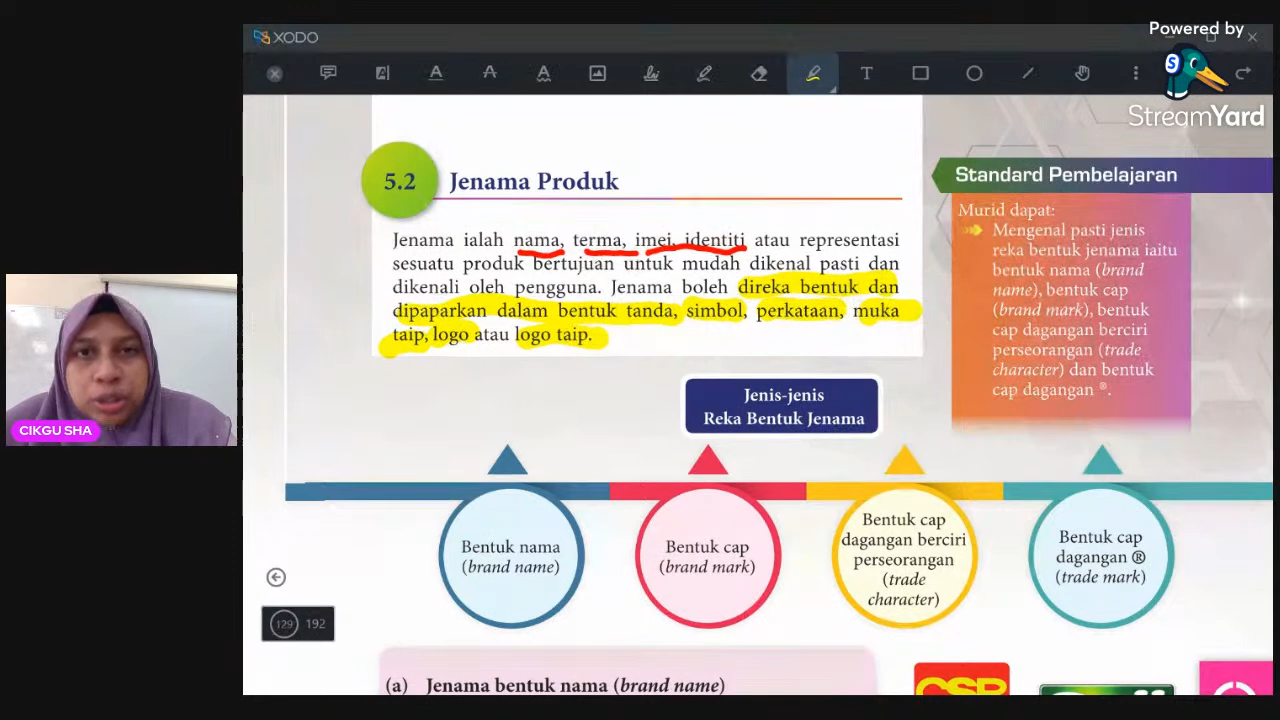 XODO
Powered by
StreamYard
5.2
Jenama Produk
Jenama ialah nama, terma, imej, identiti atau representasi
sesuatu produk bertujuan untuk mudah dikenal pasti dan
dikenali oleh pengguna. Jenama boleh direka bentuk dan
dipaparkan dalam bentuk tanda, simbol, perkataan, muka
taip, logo atau logo taip.
Standard Pembelajaran
Murid dapat:
Mengenal pasti jenis
reka bentuk jenama iaitu
bentuk nama (brand
name), bentuk cap
(brand mark), bentuk
cap dagangan berciri
perseorangan (trade
character) dan bentuk
cap dagangan ®.
Jenis-jenis
Reka Bentuk Jenama
Bentuk nama
(brand name)
Bentuk cap
(brand mark)
Bentuk cap
dagangan berciri
perseorangan
(trade
character)
Bentuk cap
dagangan ®
(trade mark)
CIKGU SHA
129 192
(a) Jenama bentuk nama (brand name)